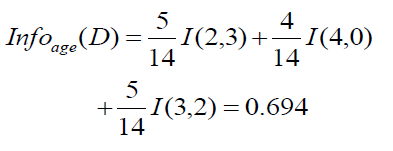 Info_age(D) = 5/14 I(2,3) + 4/14 I(4,0)
+ 5/14 I(3,2) = 0.694